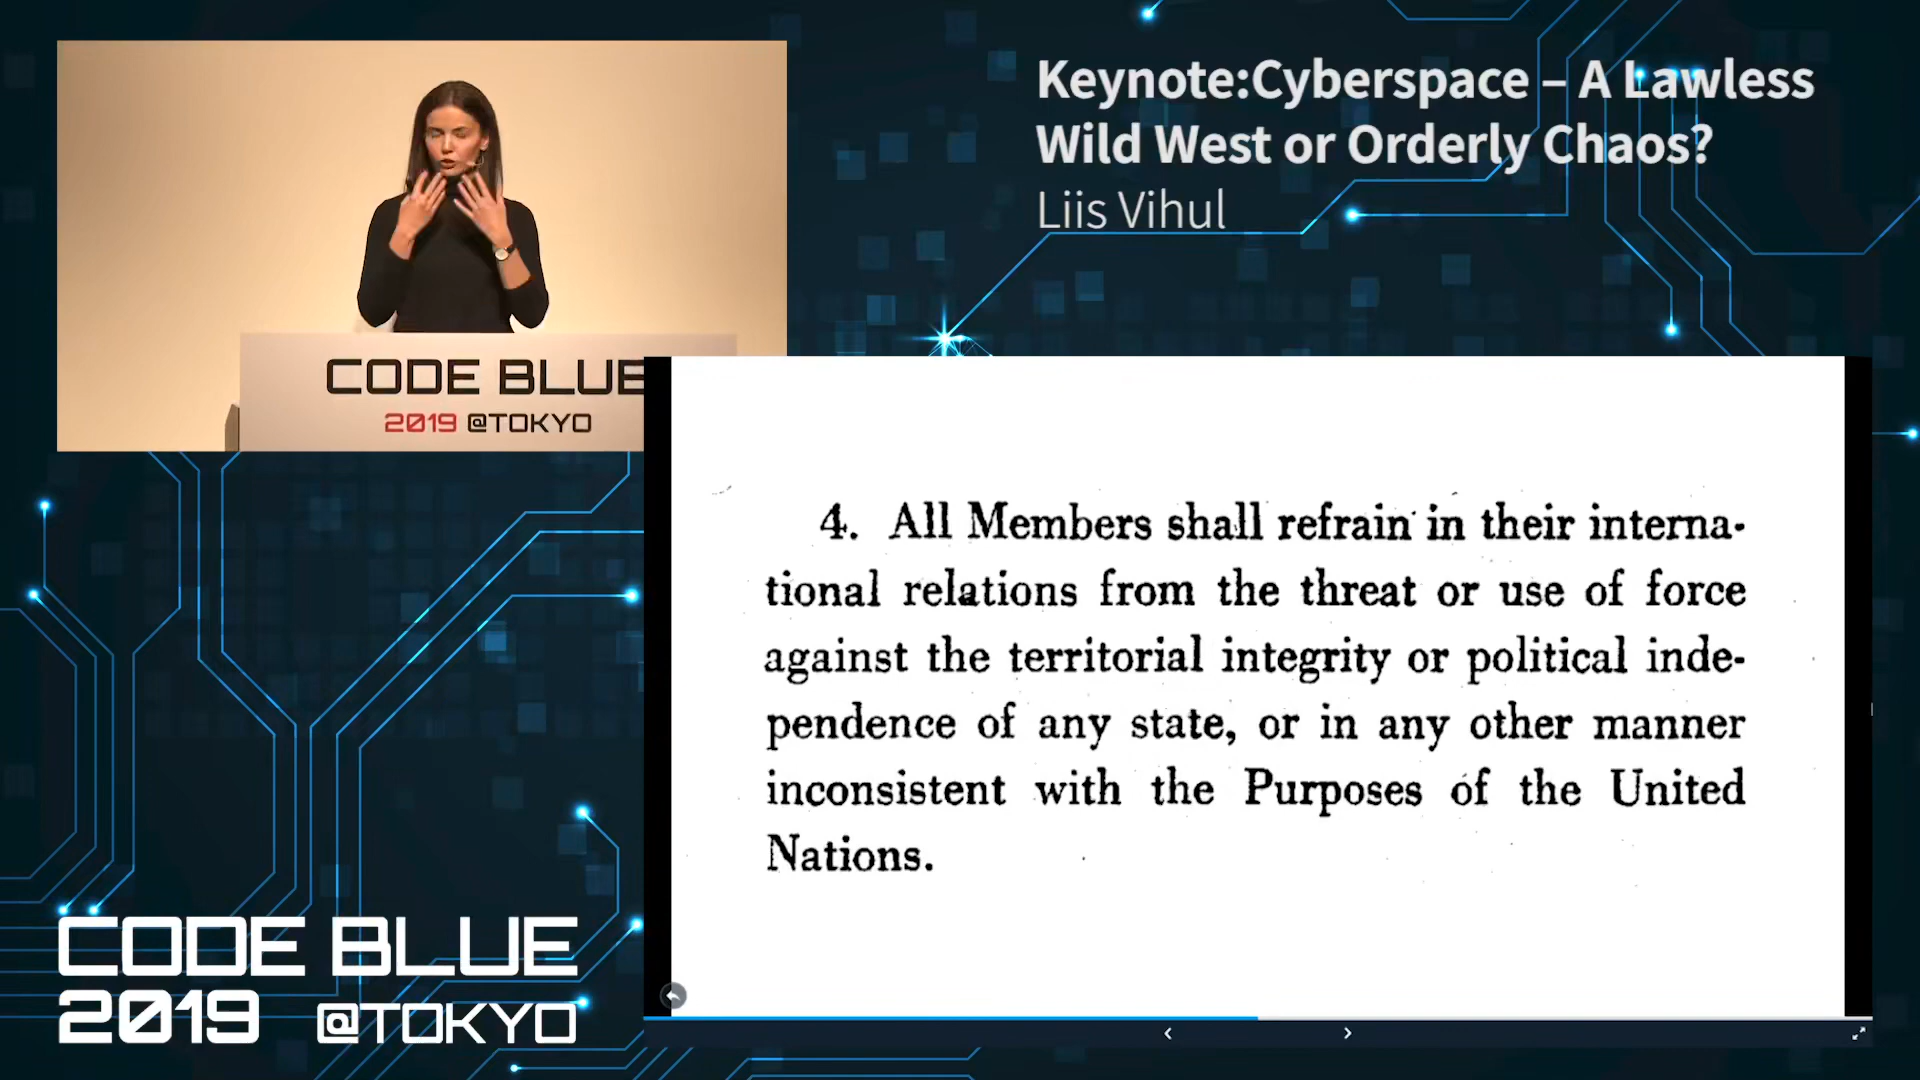 Keynote:Cyberspace – A Lawless
Wild West or Orderly Chaos?
Liis Vihul
CODE BLUE
2019 @TOKYO
4. All Members shall refrain in their interna-
tional relations from the threat or use of force
against the territorial integrity or political inde-
pendence of any state, or in any other manner
inconsistent with the Purposes of the United
Nations.
CODE BLUE
2019 @TOKYO